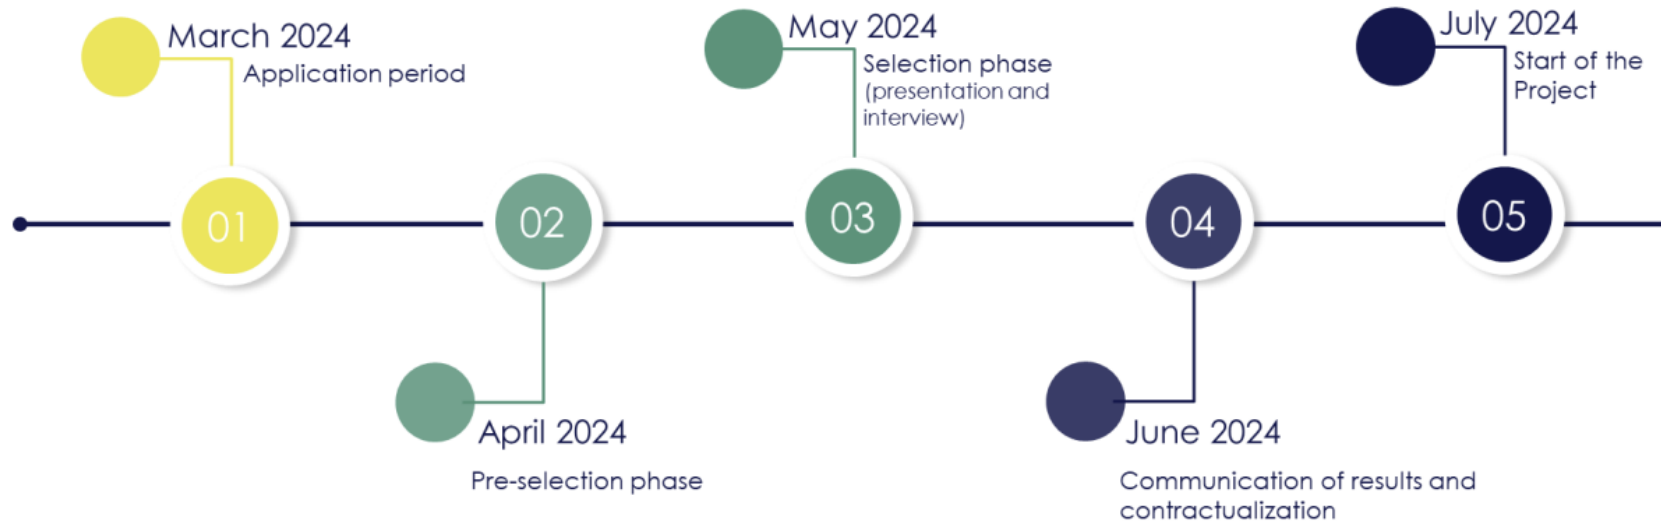 March 2024
Application period
May 2024
Selection phase
(presentation and
interview)
July 2024
Start of the
Project
01
02
03
04
05
April 2024
Pre-selection phase
June 2024
Communication of results and
contractualization